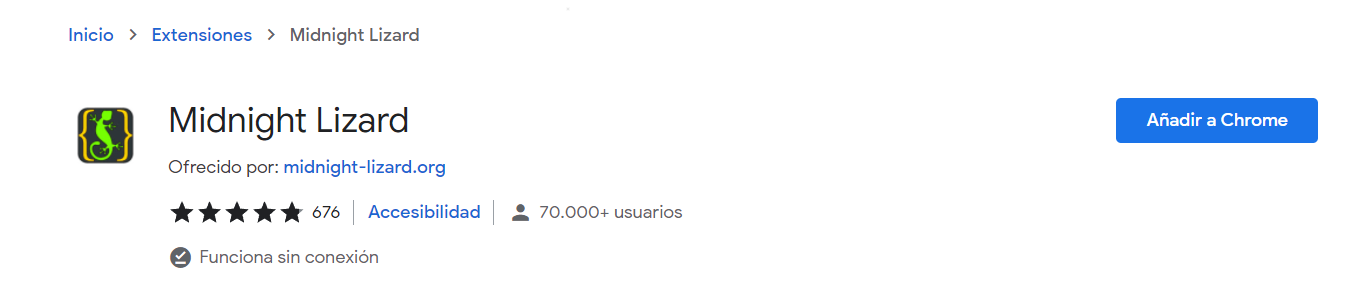 Inicio > Extensiones > Midnight Lizard
Midnight Lizard
Añadir a Chrome
Ofrecido por: midnight-lizard.org
676 | Accesibilidad | 70.000+ usuarios
Funciona sin conexión